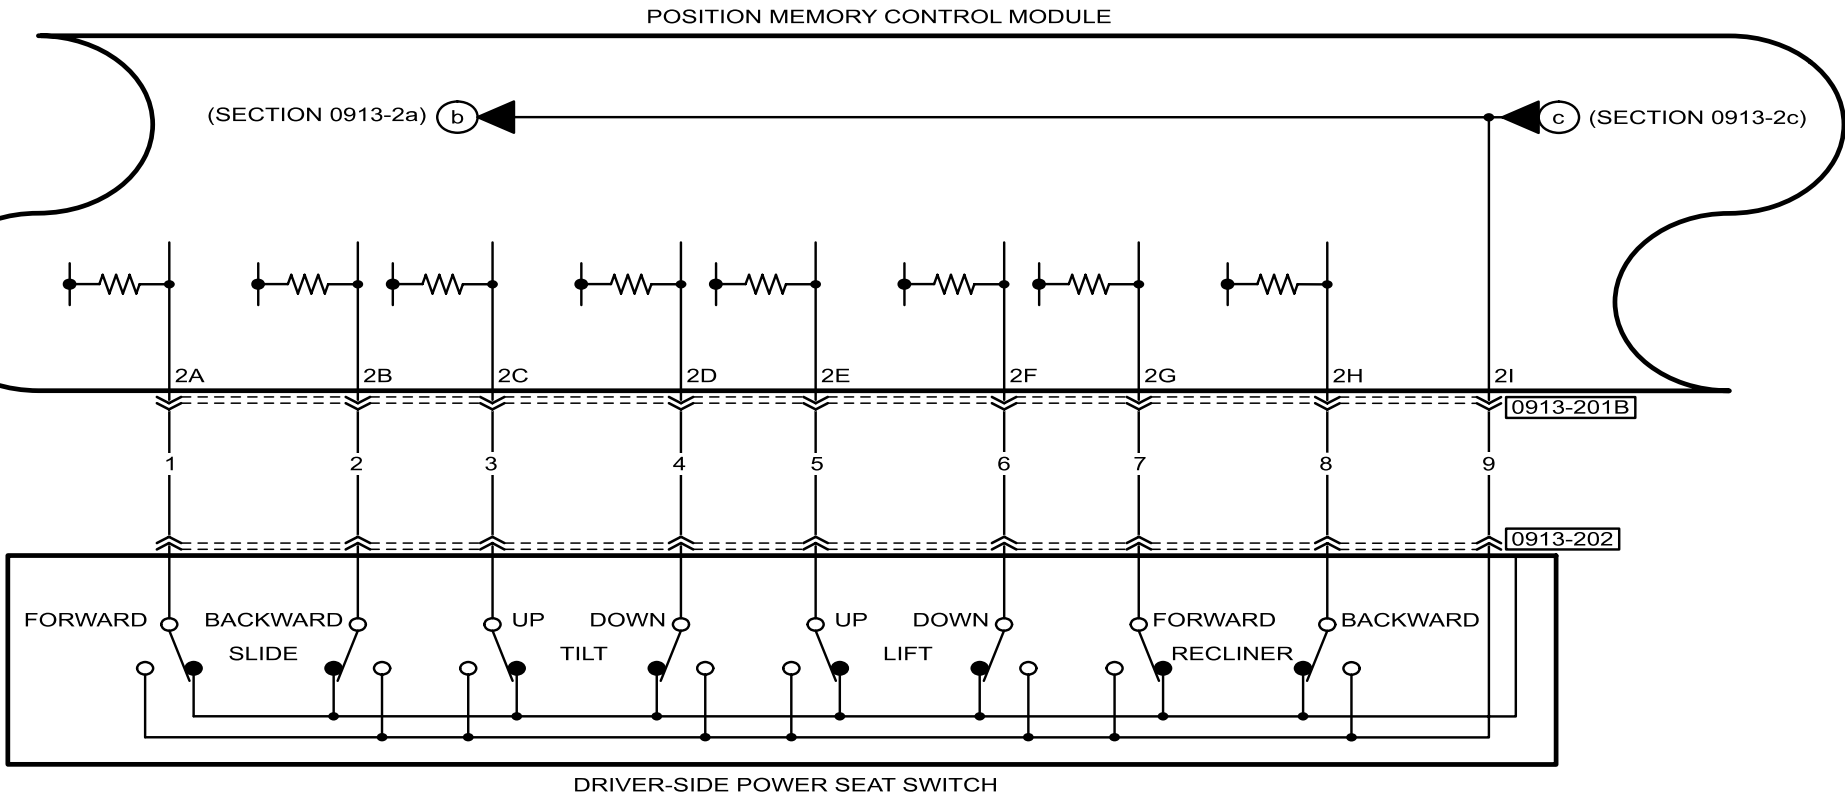 POSITION MEMORY CONTROL MODULE
(SECTION 0913-2a) b c (SECTION 0913-2c)
2A 2B 2C 2D 2E 2F 2G 2H 2I
0913-201B
1 2 3 4 5 6 7 8 9
0913-202
FORWARD BACKWARD UP DOWN UP DOWN FORWARD BACKWARD
SLIDE TILT LIFT RECLINER
DRIVER-SIDE POWER SEAT SWITCH